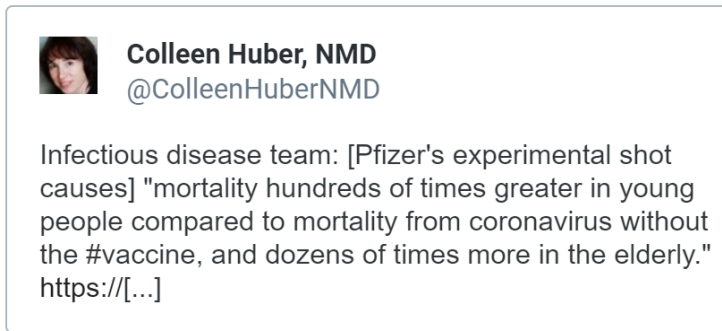 Colleen Huber, NMD
@ColleenHuberNMD
Infectious disease team: [Pfizer's experimental shot
causes] "mortality hundreds of times greater in young
people compared to mortality from coronavirus without
the #vaccine, and dozens of times more in the elderly."
https://[...]